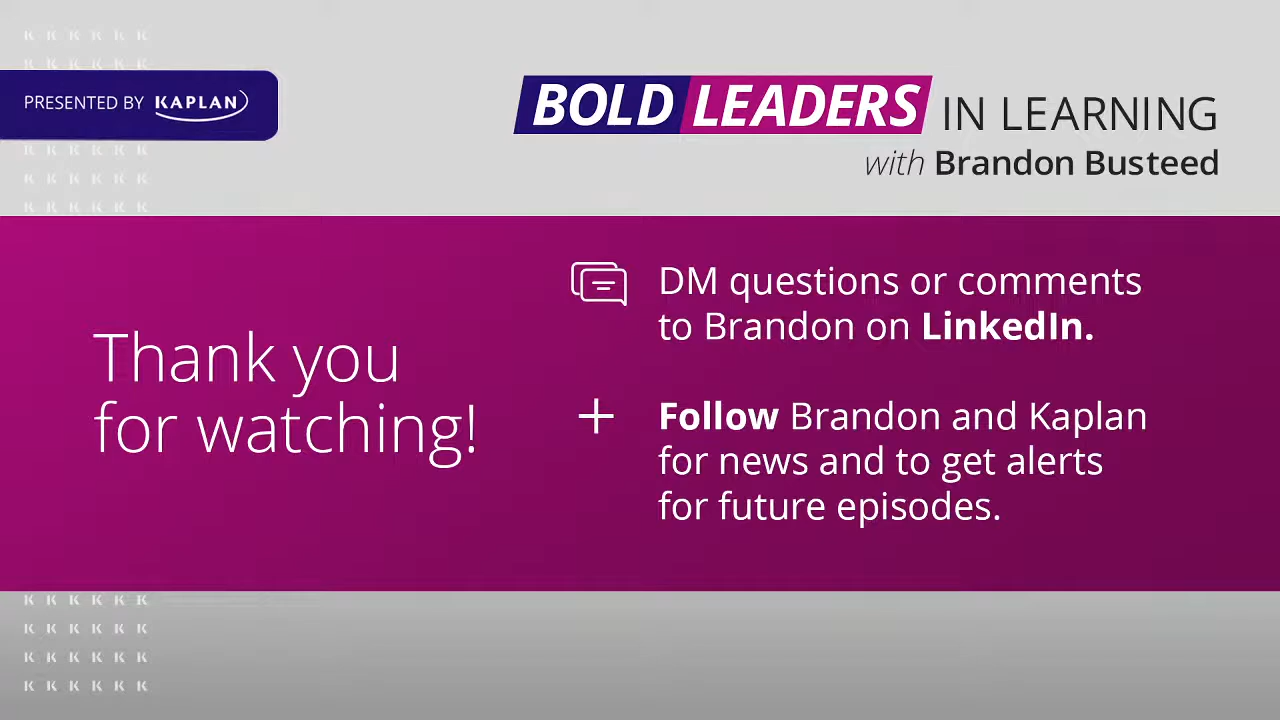 PRESENTED BY KAPLAN
BOLD LEADERS IN LEARNING
with Brandon Busteed
Thank you
for watching!
DM questions or comments
to Brandon on LinkedIn.
Follow Brandon and Kaplan
for news and to get alerts
for future episodes.
K K K K K K
K K K K K K
K K K K K K
K K K K K K
K K K K K K
K K K K K K
K K K K K K
K K K K K K
K K K K K K